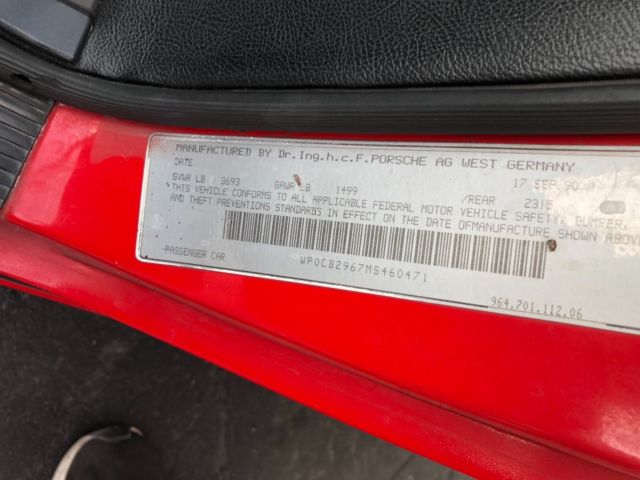 MANUFACTURED BY Dr.Ing.h.c.F.PORSCHE AG WEST GERMANY
DATE 17 SEP 90
GVWR LB 3693 GAWR LB 1499 /REAR 2315
THIS VEHICLE CONFORMS TO ALL APPLICABLE FEDERAL MOTOR VEHICLE SAFETY, BUMPER,
AND THEFT PREVENTIONS STANDARDS IN EFFECT ON THE DATE OF MANUFACTURE SHOWN ABOVE
PASSENGER CAR WP0CB2967MS460471
964.701.112.06